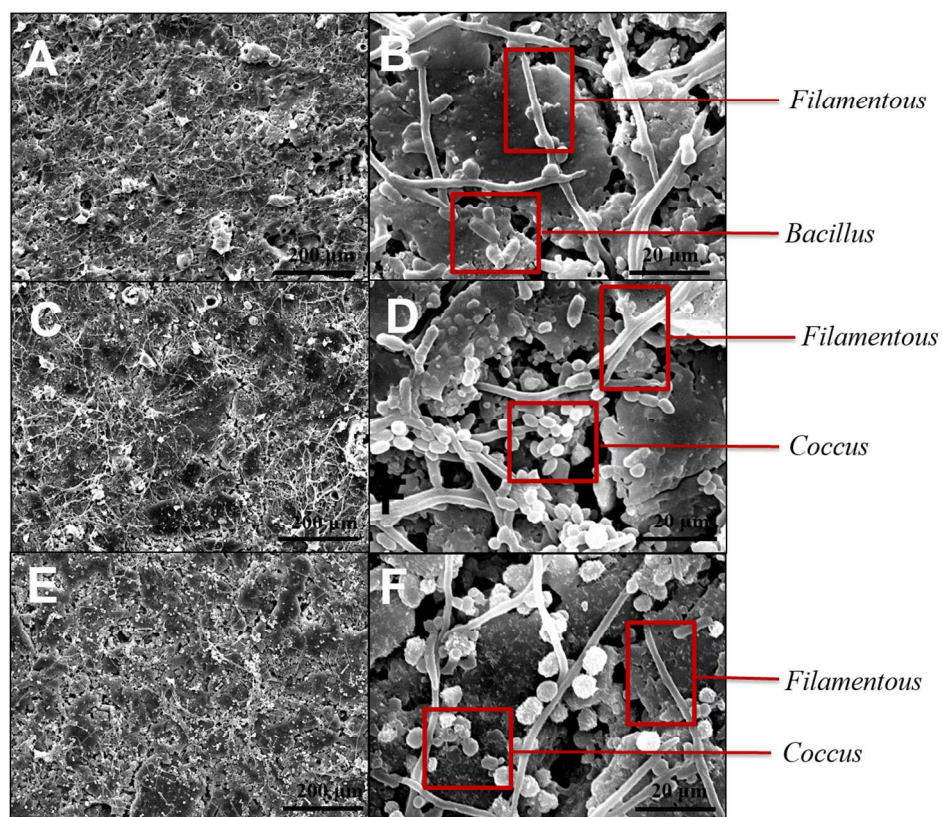 A
200 µm
B
20 µm
Filamentous
Bacillus
C
200 µm
D
20 µm
Filamentous
Coccus
E
200 µm
F
20 µm
Filamentous
Coccus